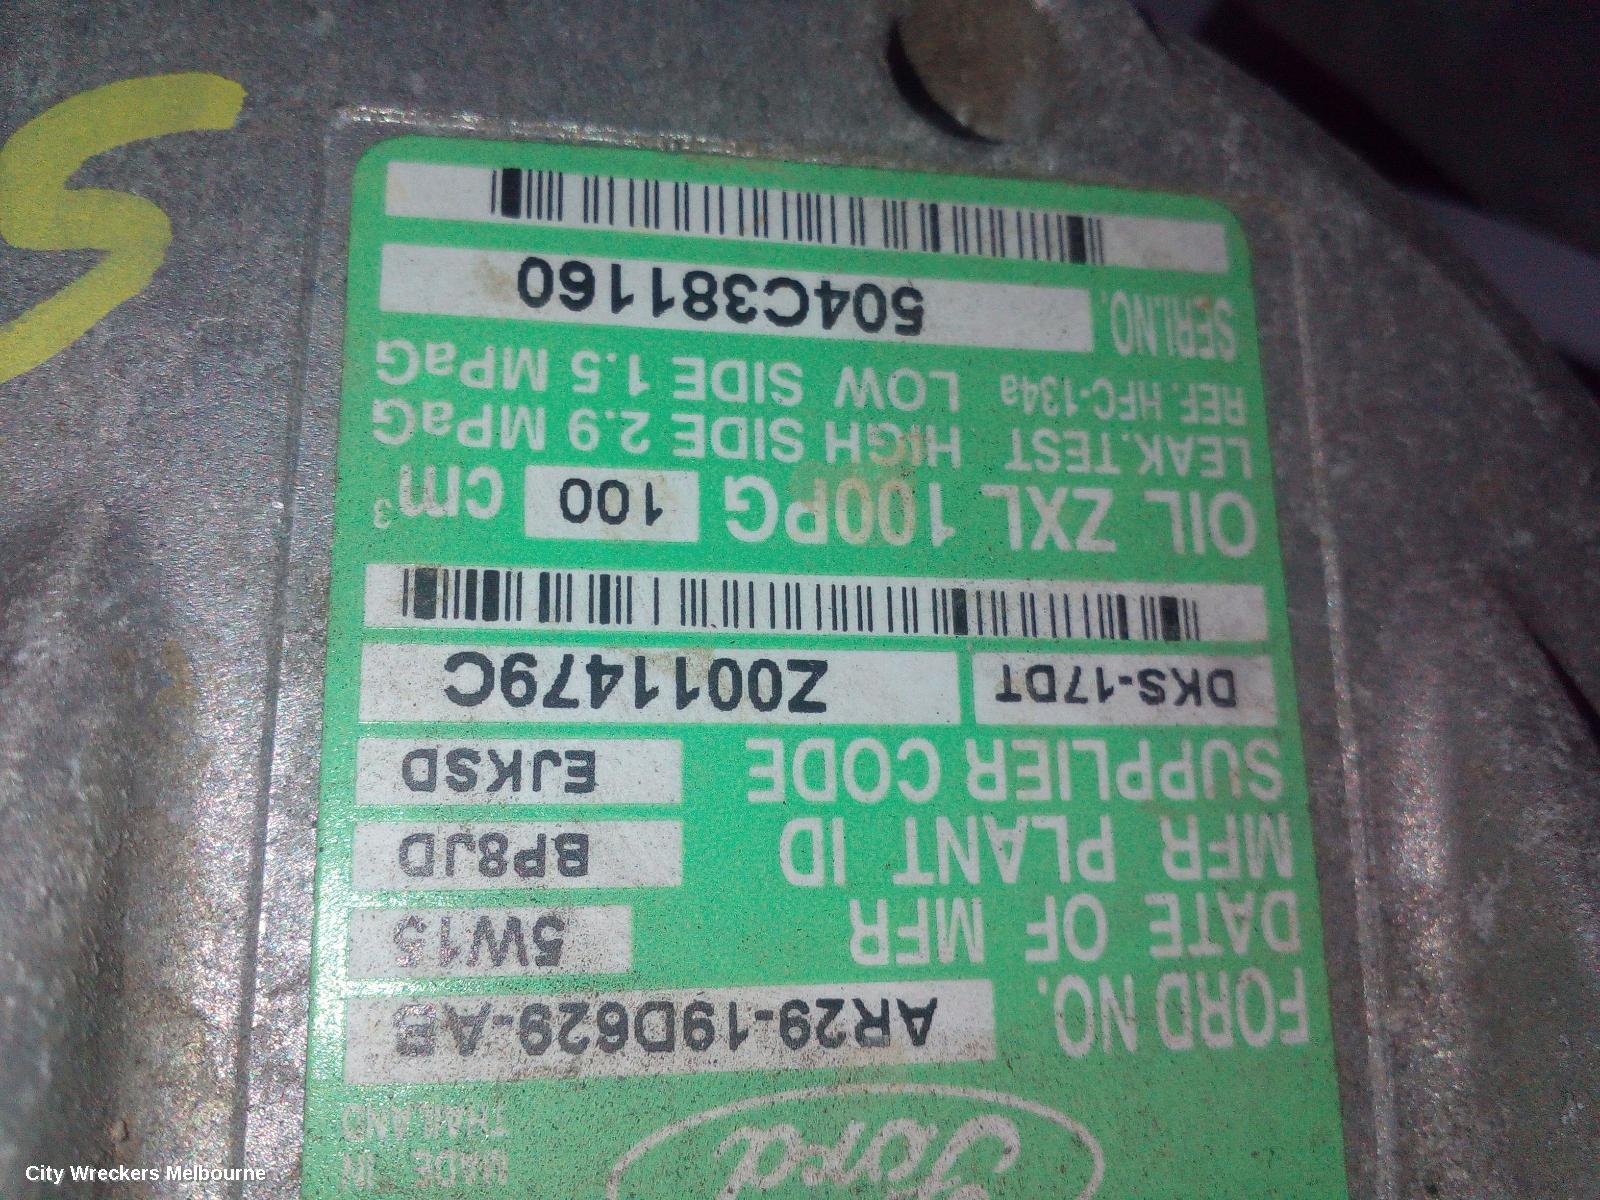 Ford
MADE IN
THAILAND
FORD NO. AR29-19D629-AB
DATE OF MFR 5W15
MFR PLANT ID BP8JD
SUPPLIER CODE EJKSD
DKS-17DT Z0011479C
OIL ZXL 100PG 100 cm³
LEAK.TEST HIGH SIDE 2.9 MPaG
REF. HFC-134a LOW SIDE 1.5 MPaG
SERI.NO. 504C381160
S
City Wreckers Melbourne